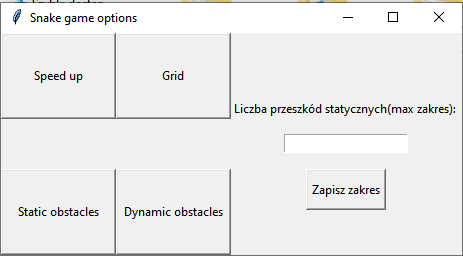 Snake game options
Speed up
Grid
Liczba przeszkód statycznych(max zakres):
Static obstacles
Dynamic obstacles
Zapisz zakres